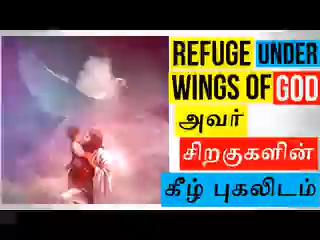 REFUGE UNDER
WINGS OF GOD
அவர்
சிறகுகளின்
கீழ் புகலிடம்